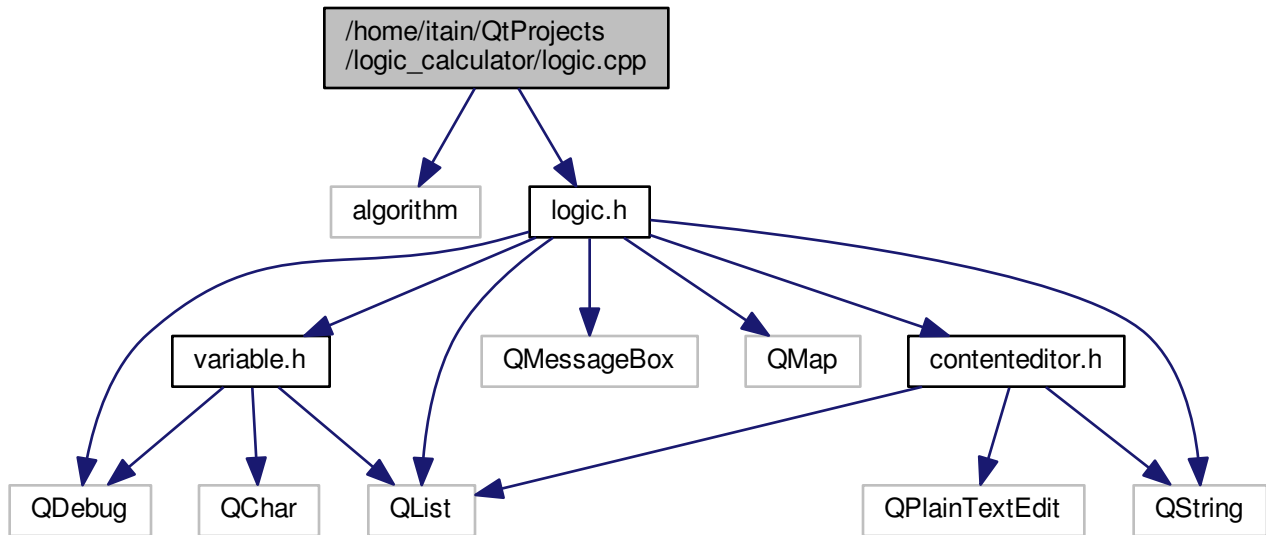 /home/itain/QtProjects
/logic_calculator/logic.cpp
algorithm
logic.h
variable.h
QMessageBox
QMap
contenteditor.h
QDebug
QChar
QList
QPlainTextEdit
QString